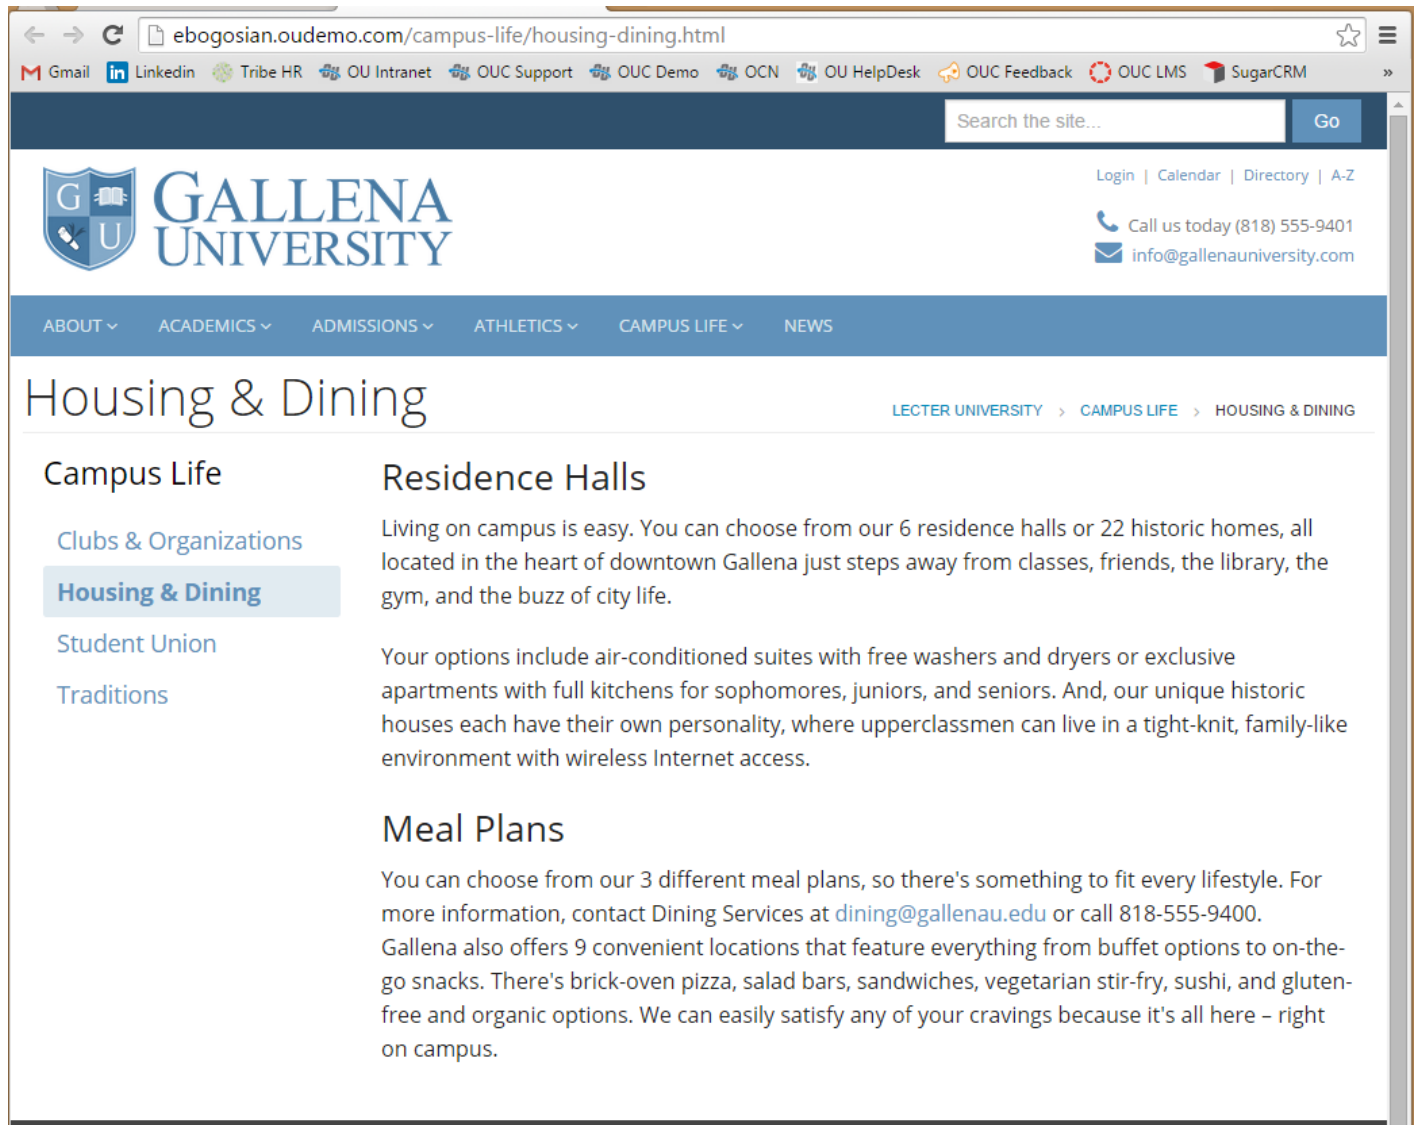 ebogosian.oudemo.com/campus-life/housing-dining.html
Gmail Linkedin Tribe HR OU Intranet OUC Support OUC Demo OCN OU HelpDesk OUC Feedback OUC LMS SugarCRM »
Search the site... Go
Login | Calendar | Directory | A-Z
G U
GALLENA
UNIVERSITY
Call us today (818) 555-9401
info@gallenauniversity.com
ABOUT ACADEMICS ADMISSIONS ATHLETICS CAMPUS LIFE NEWS
Housing & Dining
LECTER UNIVERSITY > CAMPUS LIFE > HOUSING & DINING
Campus Life
Clubs & Organizations
Housing & Dining
Student Union
Traditions
Residence Halls
Living on campus is easy. You can choose from our 6 residence halls or 22 historic homes, all
located in the heart of downtown Gallena just steps away from classes, friends, the library, the
gym, and the buzz of city life.
Your options include air-conditioned suites with free washers and dryers or exclusive
apartments with full kitchens for sophomores, juniors, and seniors. And, our unique historic
houses each have their own personality, where upperclassmen can live in a tight-knit, family-like
environment with wireless Internet access.
Meal Plans
You can choose from our 3 different meal plans, so there's something to fit every lifestyle. For
more information, contact Dining Services at dining@gallenau.edu or call 818-555-9400.
Gallena also offers 9 convenient locations that feature everything from buffet options to on-the-
go snacks. There's brick-oven pizza, salad bars, sandwiches, vegetarian stir-fry, sushi, and gluten-
free and organic options. We can easily satisfy any of your cravings because it's all here – right
on campus.